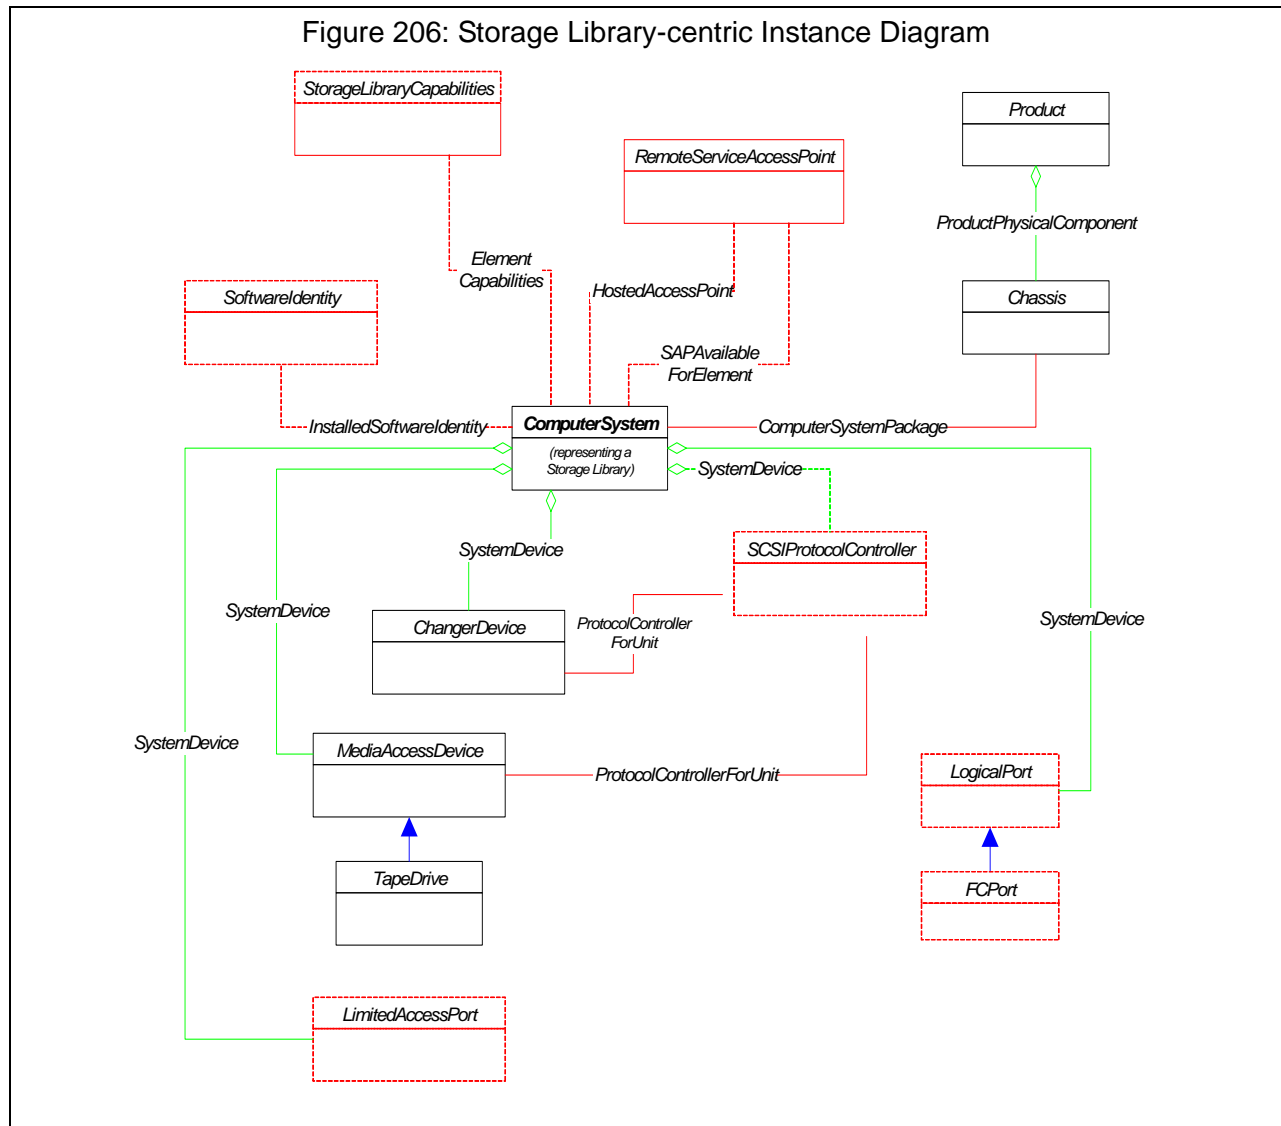 Figure 206: Storage Library-centric Instance Diagram
StorageLibraryCapabilities
Product
RemoteServiceAccessPoint
ProductPhysicalComponent
Element
Capabilities
HostedAccessPoint
SoftwareIdentity
Chassis
SAPAvailable
ForElement
InstalledSoftwareIdentity
ComputerSystem
(representing a
Storage Library)
ComputerSystemPackage
SystemDevice
SystemDevice
SCSIProtocolController
SystemDevice
ChangerDevice
ProtocolController
ForUnit
SystemDevice
SystemDevice
MediaAccessDevice
ProtocolControllerForUnit
LogicalPort
TapeDrive
FCPort
LimitedAccessPort